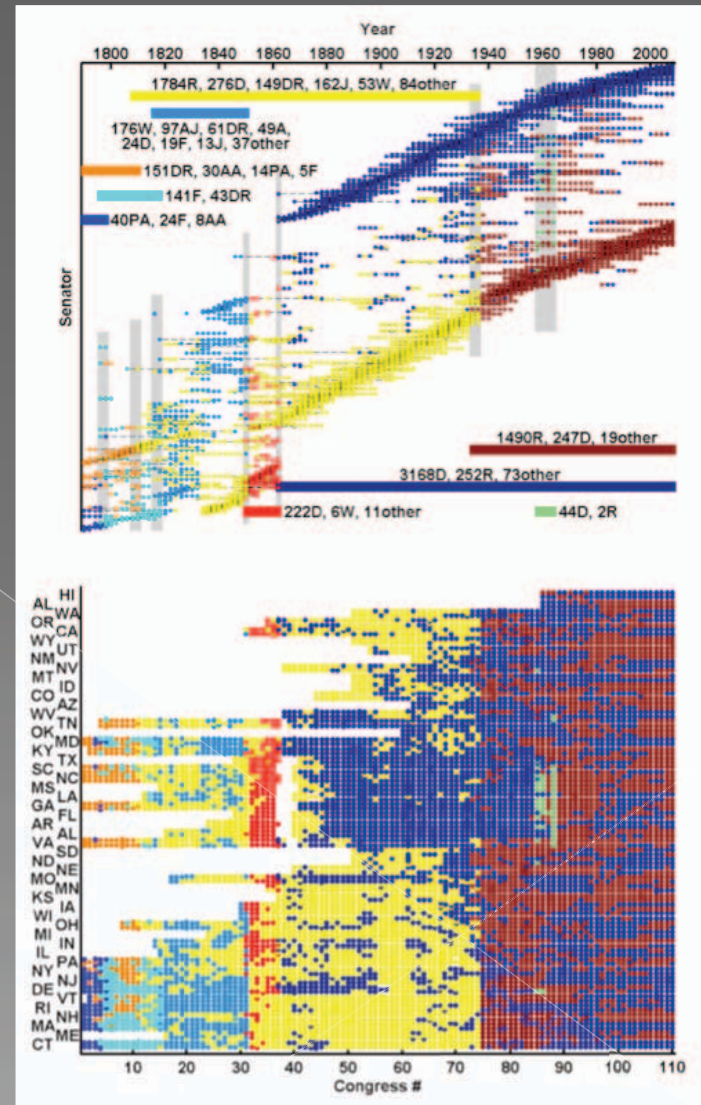 Year
1800 1820 1840 1860 1880 1900 1920 1940 1960 1980 2000
1784R, 276D, 149DR, 162J, 53W, 84other
176W, 97AJ, 61DR, 49A,
24D, 19F, 13J, 37other
151DR, 30AA, 14PA, 5F
141F, 43DR
40PA, 24F, 8AA
Senator
1490R, 247D, 19other
3168D, 252R, 73other
222D, 6W, 11other
44D, 2R
HI
AL
WA
OR
CA
WY
UT
NM
NV
MT
ID
CO
AZ
WV
TN
OK
MD
KY
TX
SC
NC
MS
LA
GA
FL
AR
AL
VA
SD
ND
NE
MO
MN
KS
IA
WI
OH
MI
IN
IL
PA
NY
NJ
DE
VT
RI
NH
MA
ME
CT
10 20 30 40 50 60 70 80 90 100 110
Congress #